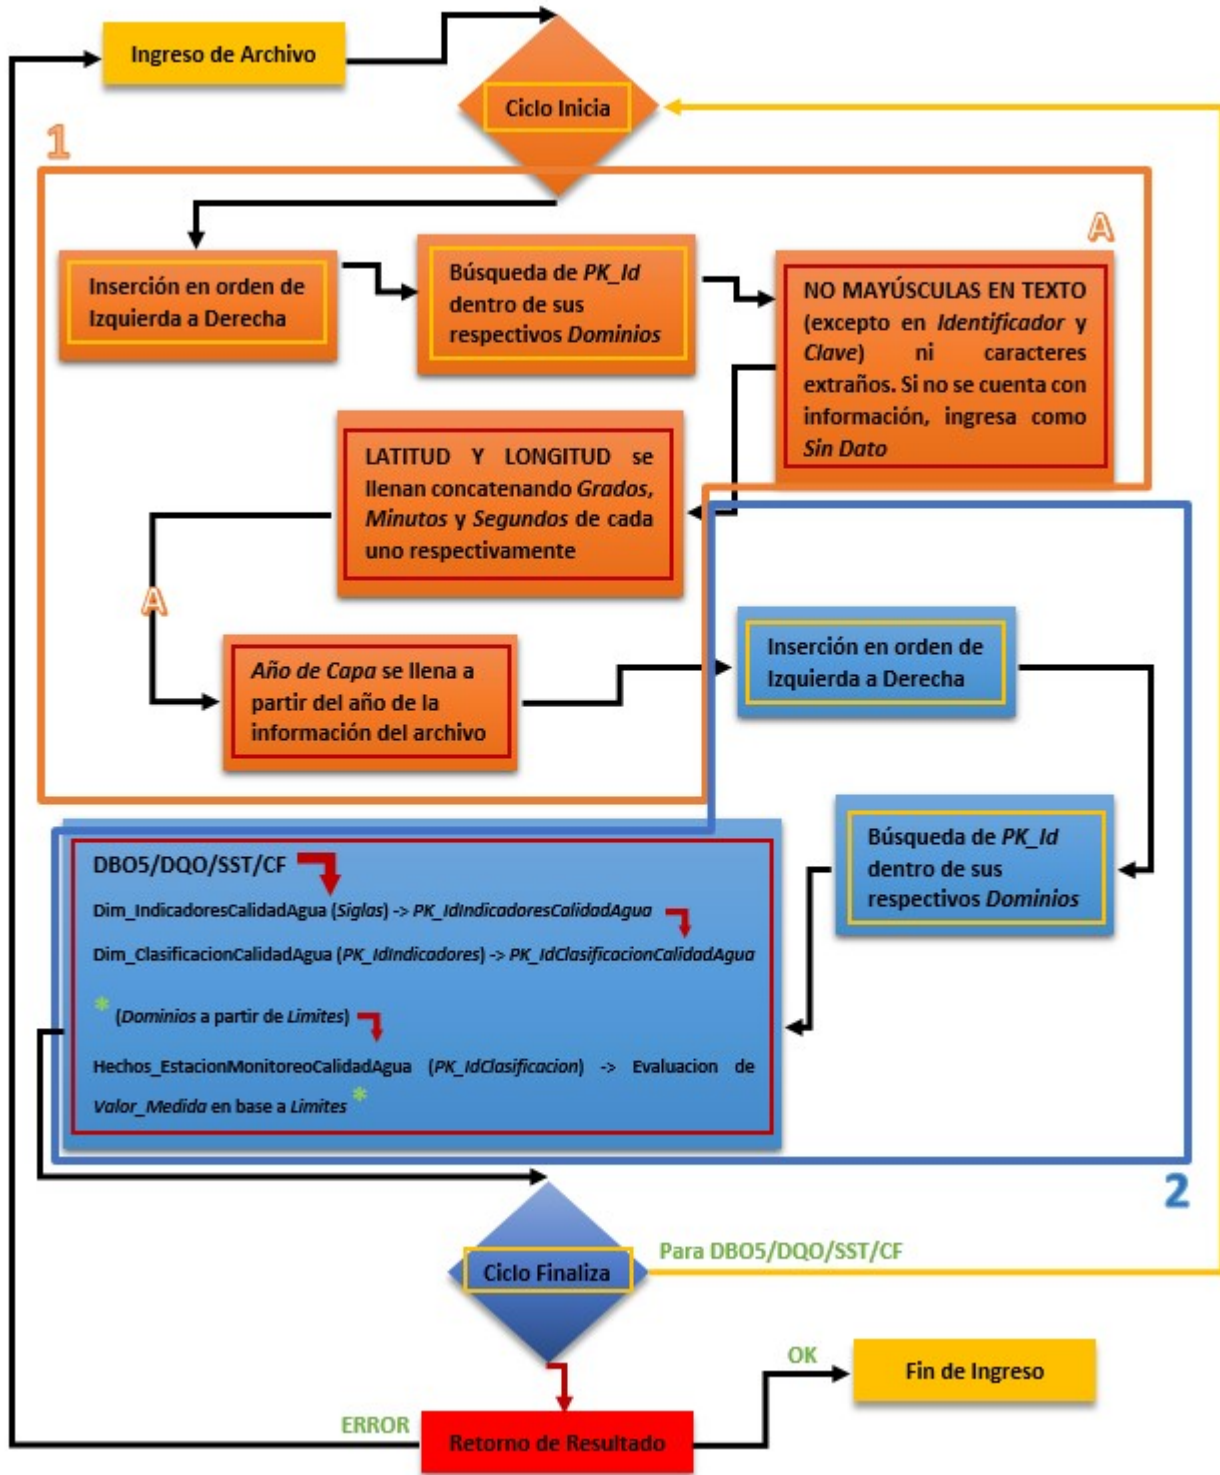 Ingreso de Archivo
Ciclo Inicia
1
A
Inserción en orden de
Izquierda a Derecha
Búsqueda de PK_Id
dentro de sus
respectivos Dominios
NO MAYÚSCULAS EN TEXTO
(excepto en Identificador y
Clave) ni caracteres
extraños. Si no se cuenta con
información, ingresa como
Sin Dato
LATITUD Y LONGITUD se
llenan concatenando Grados,
Minutos y Segundos de cada
uno respectivamente
A
Año de Capa se llena a
partir del año de la
información del archivo
Inserción en orden de
Izquierda a Derecha
Búsqueda de PK_Id
dentro de sus
respectivos Dominios
DBO5/DQO/SST/CF
Dim_IndicadoresCalidadAgua (Siglas) -> PK_IdIndicadoresCalidadAgua
Dim_ClasificacionCalidadAgua (PK_IdIndicadores) -> PK_IdClasificacionCalidadAgua
* (Dominios a partir de Limites)
Hechos_EstacionMonitoreoCalidadAgua (PK_IdClasificacion) -> Evaluacion de
Valor_Medida en base a Limites *
2
Para DBO5/DQO/SST/CF
Ciclo Finaliza
OK
Fin de Ingreso
ERROR
Retorno de Resultado